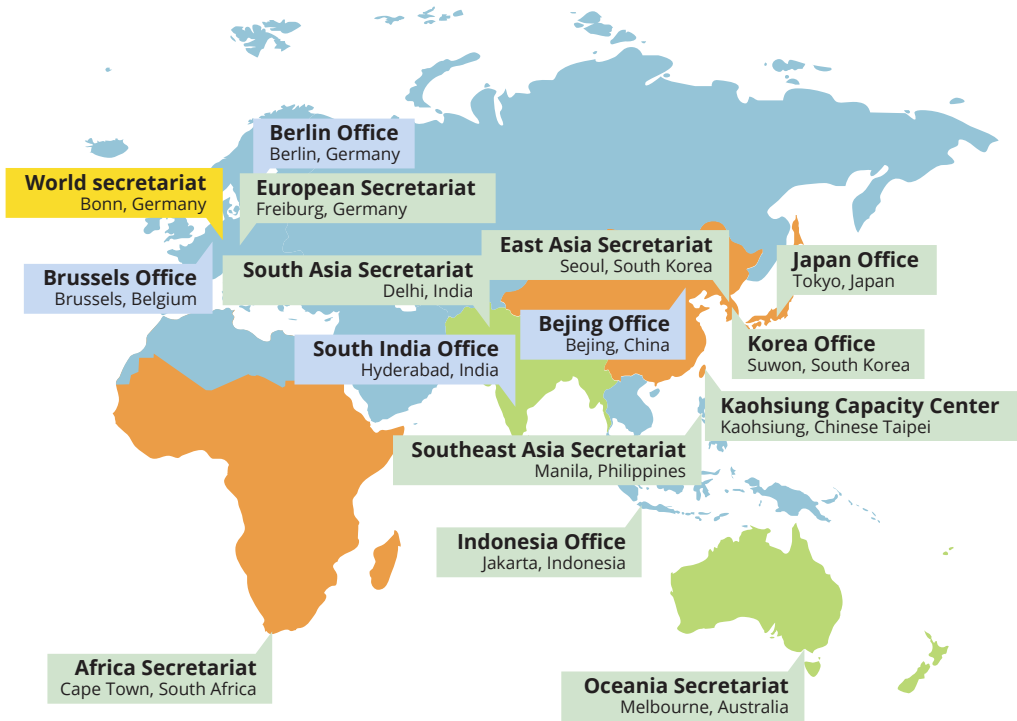 Berlin Office
Berlin, Germany
World secretariat
Bonn, Germany
European Secretariat
Freiburg, Germany
East Asia Secretariat
Seoul, South Korea
Japan Office
Tokyo, Japan
Brussels Office
Brussels, Belgium
South Asia Secretariat
Delhi, India
Bejing Office
Bejing, China
South India Office
Hyderabad, India
Korea Office
Suwon, South Korea
Kaohsiung Capacity Center
Kaohsiung, Chinese Taipei
Southeast Asia Secretariat
Manila, Philippines
Indonesia Office
Jakarta, Indonesia
Africa Secretariat
Cape Town, South Africa
Oceania Secretariat
Melbourne, Australia